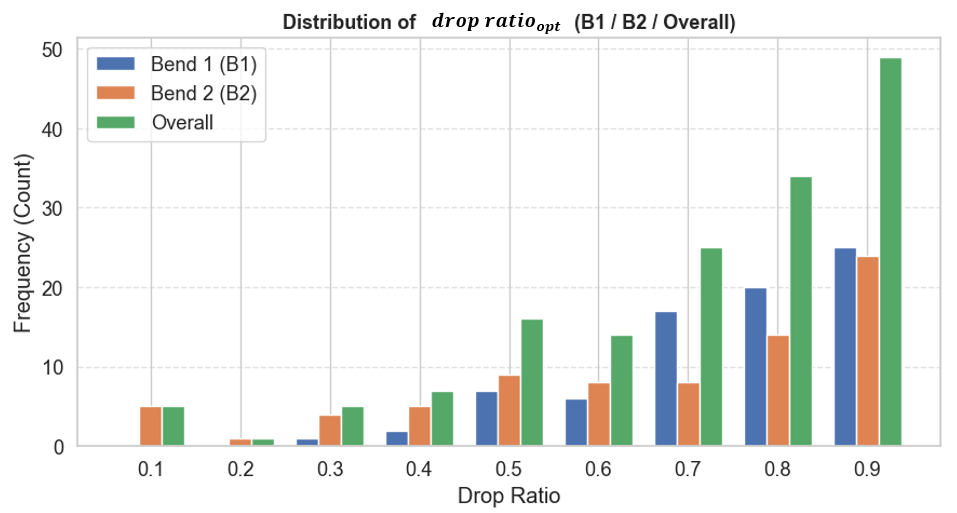 Distribution of drop ratio_opt (B1 / B2 / Overall)
50
40
30
20
10
0
Frequency (Count)
Bend 1 (B1)
Bend 2 (B2)
Overall
0.1 0.2 0.3 0.4 0.5 0.6 0.7 0.8 0.9
Drop Ratio